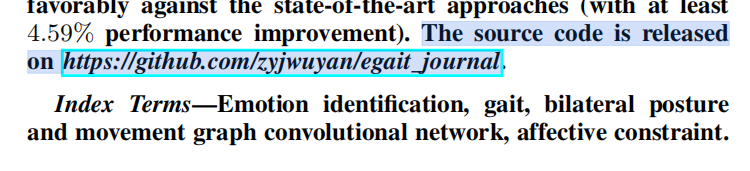 favorably against the state-of-the-art approaches (with at least
4.59% performance improvement). The source code is released
on https://github.com/zyjwuyan/egait_journal.
Index Terms—Emotion identification, gait, bilateral posture
and movement graph convolutional network, affective constraint.